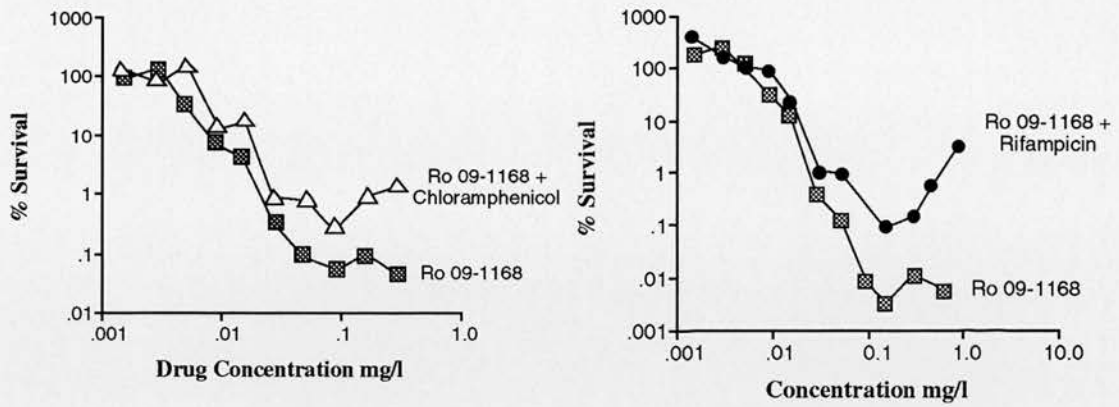 1000
100
10
1
.1
.01
% Survival
Ro 09-1168 +
Chloramphenicol
Ro 09-1168
.001
.01
.1
1.0
Drug Concentration mg/l
1000
100
10
1
.1
.01
.001
% Survival
Ro 09-1168 +
Rifampicin
Ro 09-1168
.001
.01
0.1
1.0
10.0
Concentration mg/l